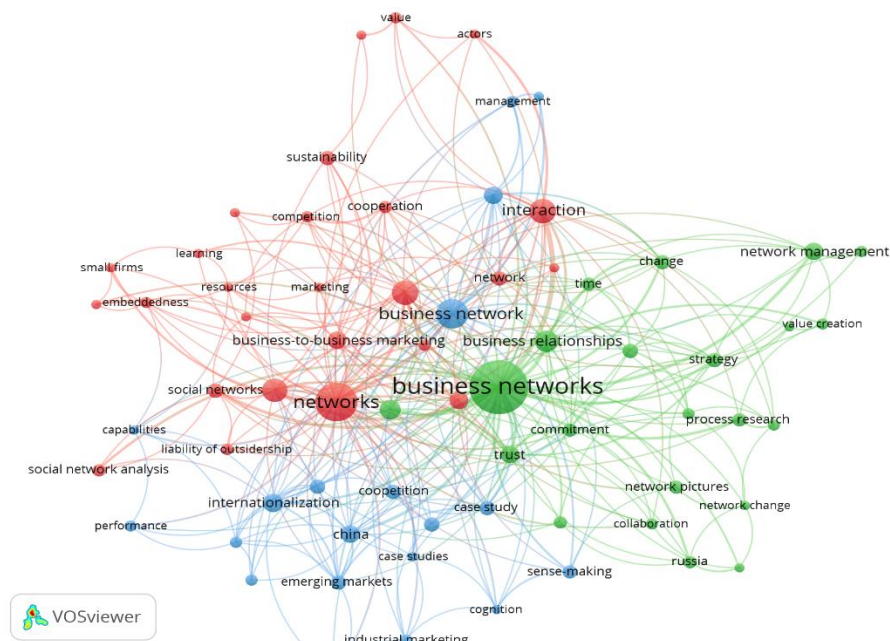 value
actors
management
sustainability
cooperation
interaction
competition
learning
change
network management
small firms
network
resources
marketing
time
embeddedness
business network
value creation
business-to-business marketing
business relationships
strategy
business networks
social networks
networks
capabilities
commitment
process research
liability of outsidership
trust
social network analysis
network pictures
coopetition
internationalization
case study
network change
performance
collaboration
china
case studies
russia
emerging markets
sense-making
cognition
VOSviewer
industrial marketing